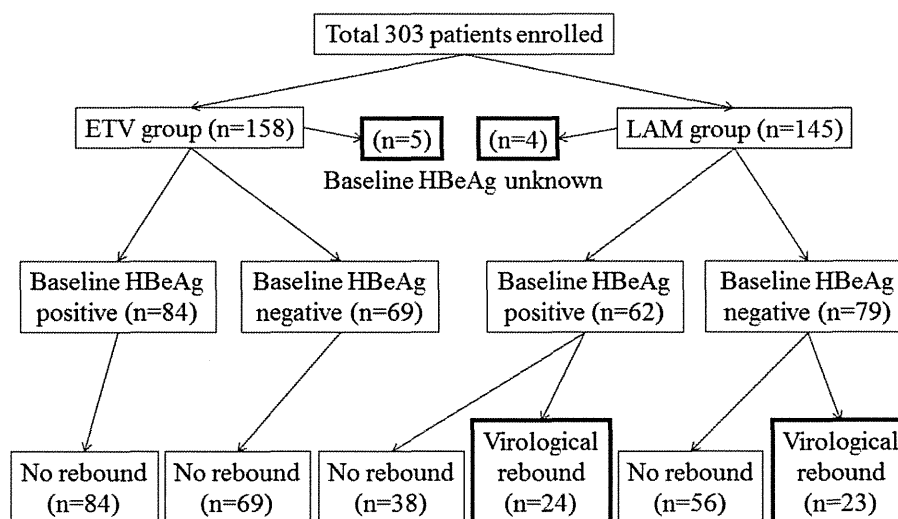 Total 303 patients enrolled
ETV group (n=158)
(n=5)
(n=4)
LAM group (n=145)
Baseline HBeAg unknown
Baseline HBeAg
positive (n=84)
Baseline HBeAg
negative (n=69)
Baseline HBeAg
positive (n=62)
Baseline HBeAg
negative (n=79)
No rebound
(n=84)
No rebound
(n=69)
No rebound
(n=38)
Virological
rebound
(n=24)
No rebound
(n=56)
Virological
rebound
(n=23)